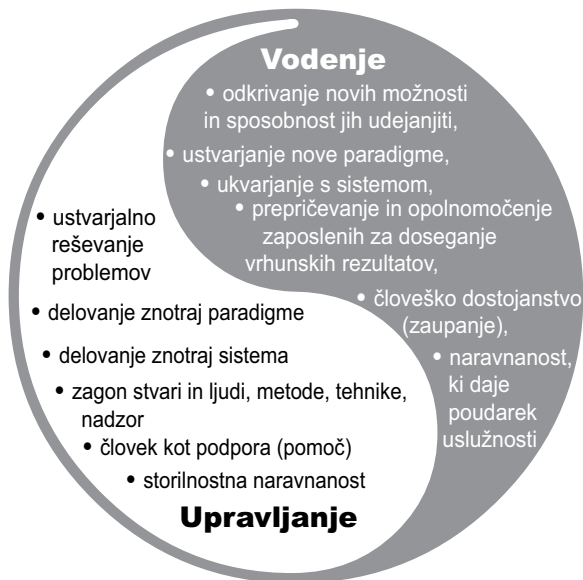 Vodenje
• odkrivanje novih možnosti
in sposobnost jih udejanjiti,
• ustvarjanje nove paradigme,
• ukvarjanje s sistemom,
• prepričevanje in opolnomočenje
zaposlenih za doseganje
vrhunskih rezultatov,
• človeško dostojanstvo
(zaupanje),
• naravnanost,
ki daje
poudarek
uslužnosti
• ustvarjalno
reševanje
problemov
• delovanje znotraj paradigme
• delovanje znotraj sistema
• zagon stvari in ljudi, metode, tehnike,
nadzor
• človek kot podpora (pomoč)
• storilnostna naravnanost
Upravljanje